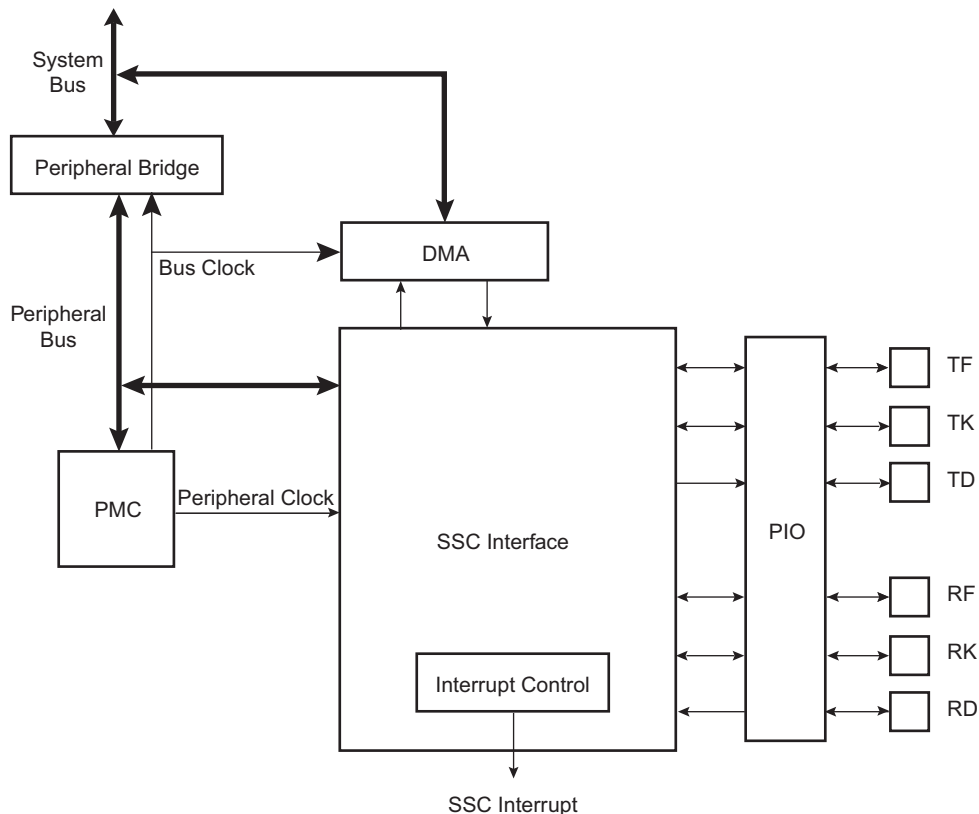 System
Bus
Peripheral Bridge
Bus Clock
DMA
Peripheral
Bus
PMC
Peripheral Clock
SSC Interface
PIO
TF
TK
TD
RF
RK
RD
Interrupt Control
SSC Interrupt